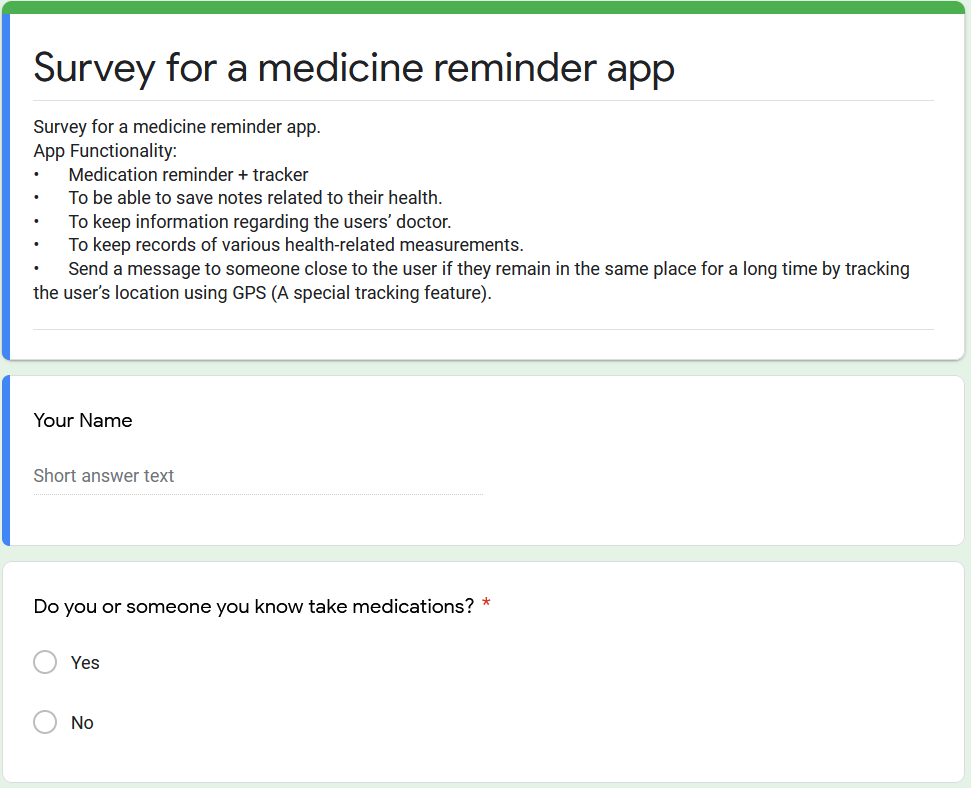 Survey for a medicine reminder app
Survey for a medicine reminder app.
App Functionality:
• Medication reminder + tracker
• To be able to save notes related to their health.
• To keep information regarding the users’ doctor.
• To keep records of various health-related measurements.
• Send a message to someone close to the user if they remain in the same place for a long time by tracking
the user’s location using GPS (A special tracking feature).
Your Name
Short answer text
Do you or someone you know take medications? *
Yes
No